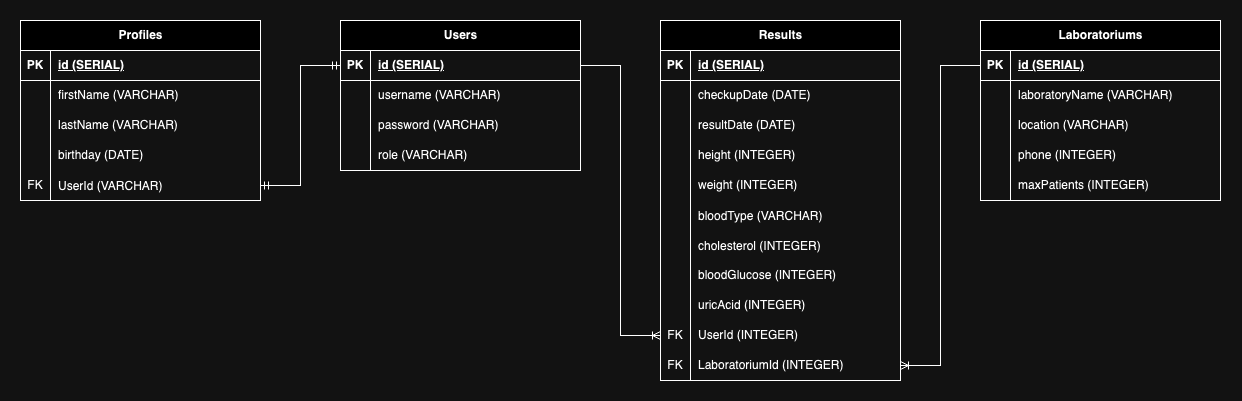 Profiles
PK id (SERIAL)
firstName (VARCHAR)
lastName (VARCHAR)
birthday (DATE)
FK UserId (VARCHAR)
Users
PK id (SERIAL)
username (VARCHAR)
password (VARCHAR)
role (VARCHAR)
Results
PK id (SERIAL)
checkupDate (DATE)
resultDate (DATE)
height (INTEGER)
weight (INTEGER)
bloodType (VARCHAR)
cholesterol (INTEGER)
bloodGlucose (INTEGER)
uricAcid (INTEGER)
FK UserId (INTEGER)
FK LaboratoriumId (INTEGER)
Laboratoriums
PK id (SERIAL)
laboratoryName (VARCHAR)
location (VARCHAR)
phone (INTEGER)
maxPatients (INTEGER)